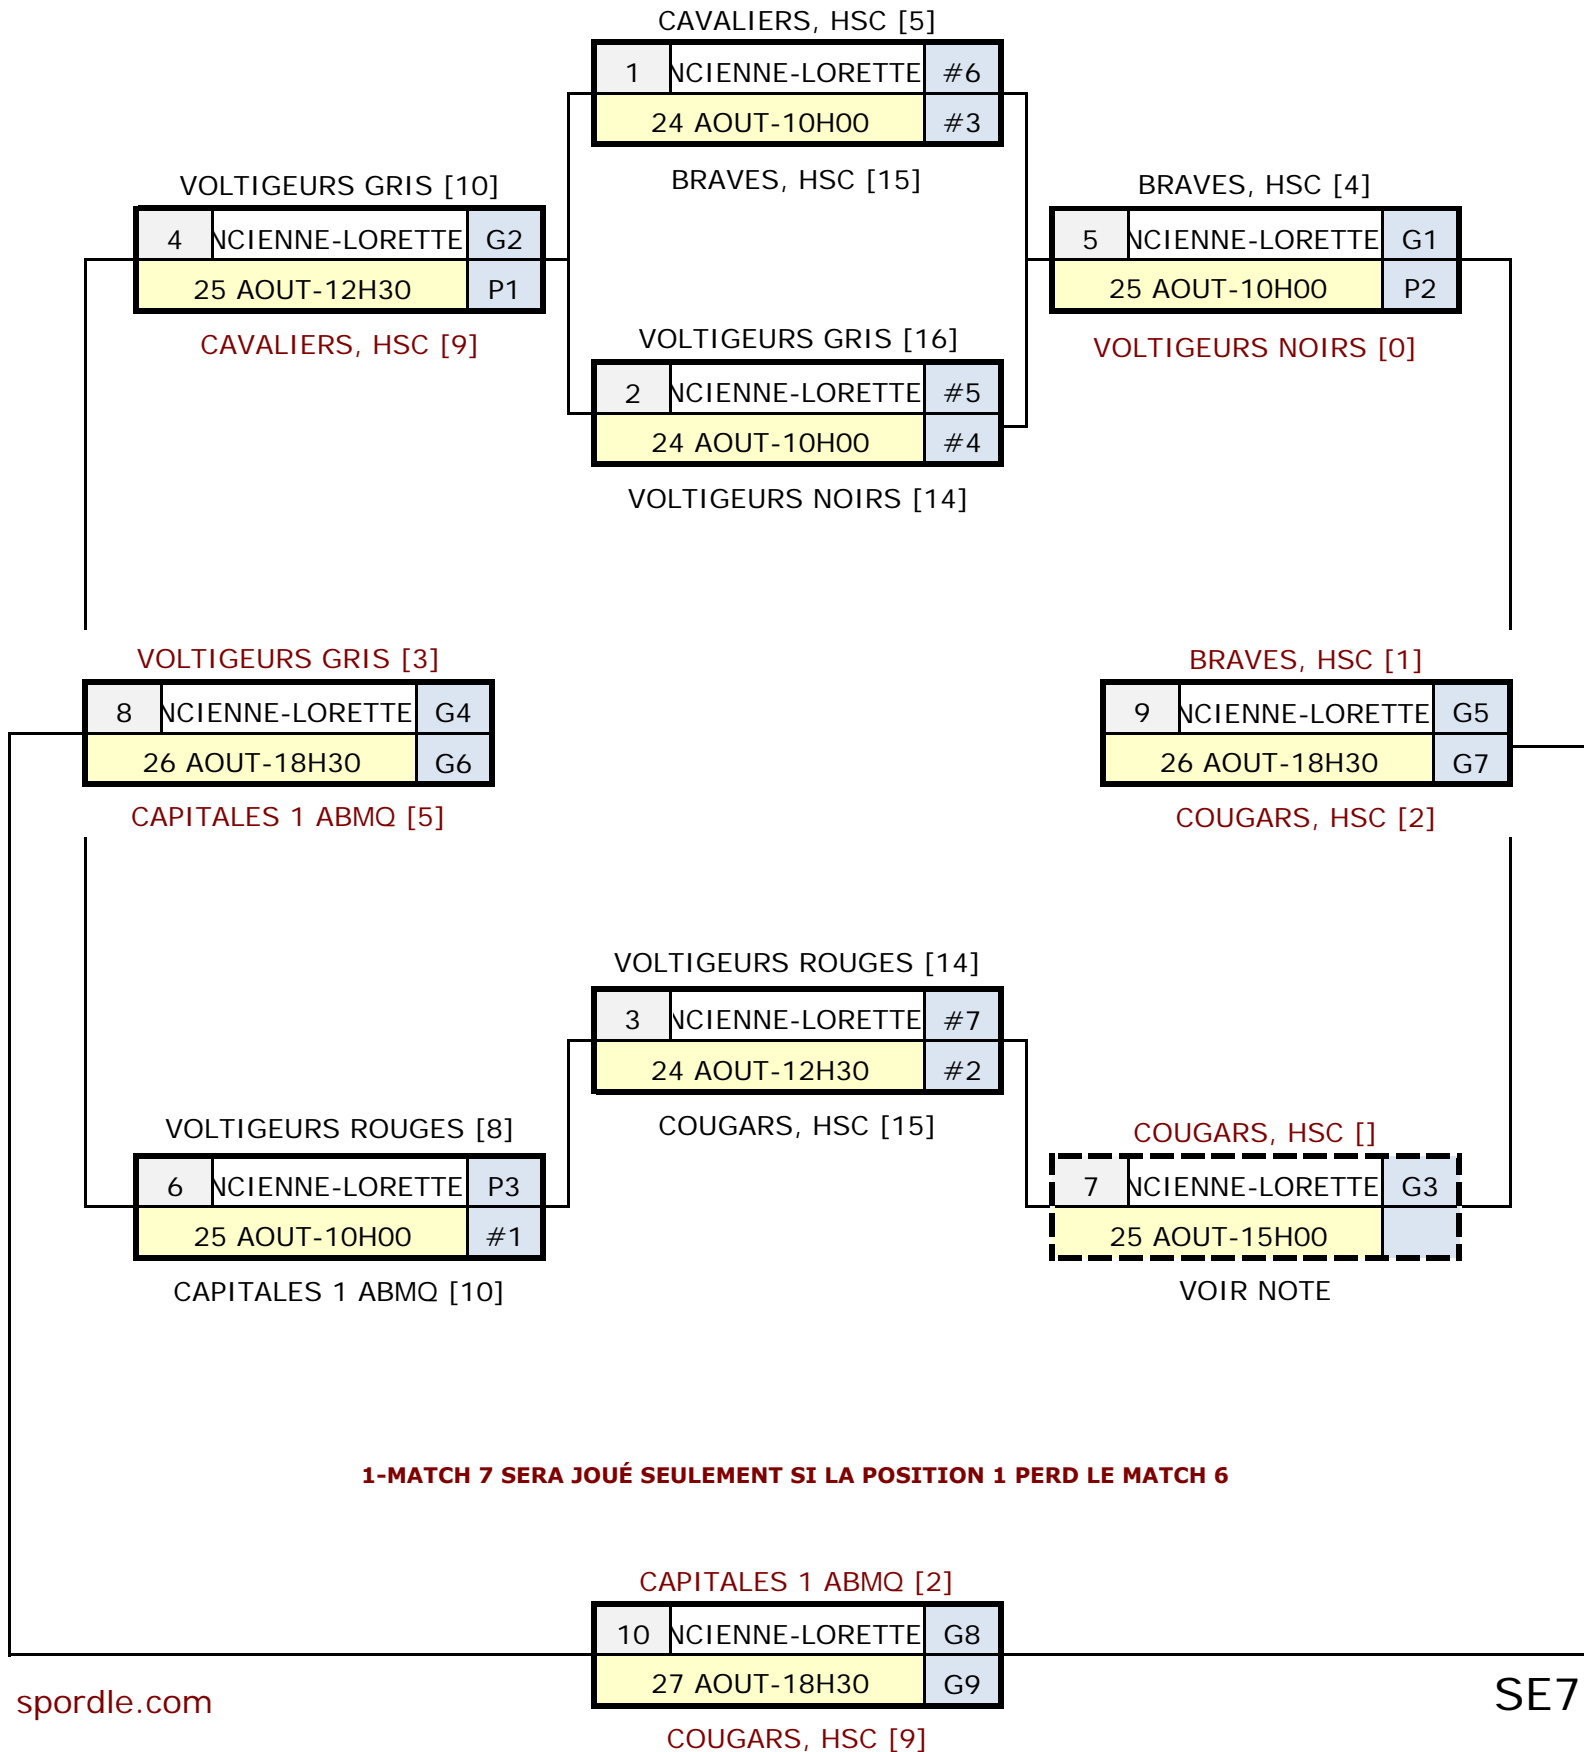 CAVALIERS, HSC [5]
1 NCIENNE-LORETTE #6
24 AOUT-10H00 #3
BRAVES, HSC [15]
VOLTIGEURS GRIS [10]
4 NCIENNE-LORETTE G2
25 AOUT-12H30 P1
CAVALIERS, HSC [9]
BRAVES, HSC [4]
5 NCIENNE-LORETTE G1
25 AOUT-10H00 P2
VOLTIGEURS NOIRS [0]
VOLTIGEURS GRIS [16]
2 NCIENNE-LORETTE #5
24 AOUT-10H00 #4
VOLTIGEURS NOIRS [14]
VOLTIGEURS GRIS [3]
8 NCIENNE-LORETTE G4
26 AOUT-18H30 G6
CAPITALES 1 ABMQ [5]
BRAVES, HSC [1]
9 NCIENNE-LORETTE G5
26 AOUT-18H30 G7
COUGARS, HSC [2]
VOLTIGEURS ROUGES [14]
3 NCIENNE-LORETTE #7
24 AOUT-12H30 #2
COUGARS, HSC [15]
VOLTIGEURS ROUGES [8]
6 NCIENNE-LORETTE P3
25 AOUT-10H00 #1
CAPITALES 1 ABMQ [10]
COUGARS, HSC []
7 NCIENNE-LORETTE G3
25 AOUT-15H00
VOIR NOTE
1-MATCH 7 SERA JOUÉ SEULEMENT SI LA POSITION 1 PERD LE MATCH 6
CAPITALES 1 ABMQ [2]
10 NCIENNE-LORETTE G8
27 AOUT-18H30 G9
COUGARS, HSC [9]
spordle.com
SE7